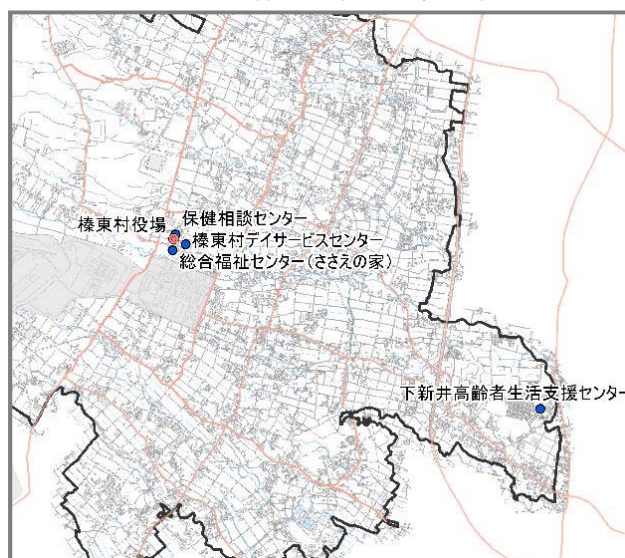 保健相談センター
榛東村役場
榛東村デイサービスセンター
総合福祉センター(ささえの家)
下新井高齢者生活支援センター